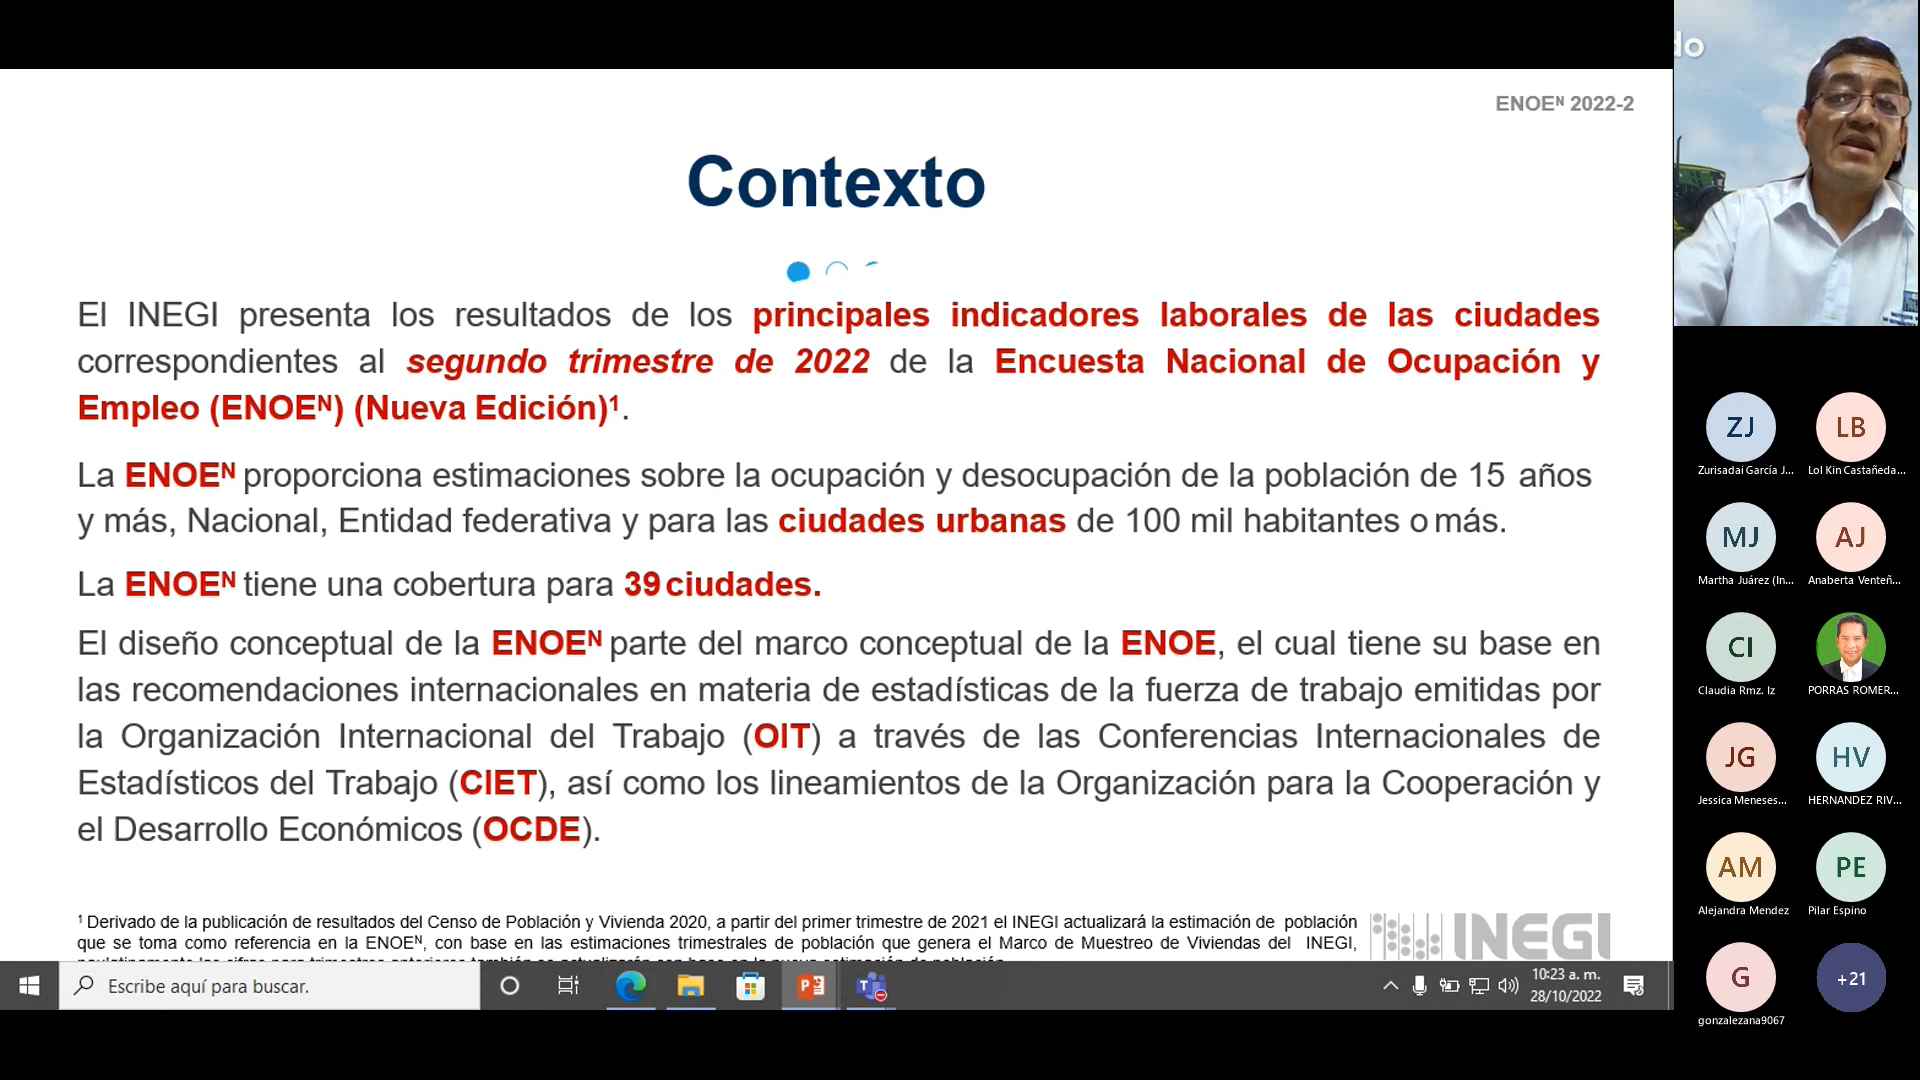 do
ENOEᴺ 2022-2
Contexto
El INEGI presenta los resultados de los principales indicadores laborales de las ciudades
correspondientes al segundo trimestre de 2022 de la Encuesta Nacional de Ocupación y
Empleo (ENOEᴺ) (Nueva Edición)¹.
La ENOEᴺ proporciona estimaciones sobre la ocupación y desocupación de la población de 15 años
y más, Nacional, Entidad federativa y para las ciudades urbanas de 100 mil habitantes o más.
La ENOEᴺ tiene una cobertura para 39 ciudades.
El diseño conceptual de la ENOEᴺ parte del marco conceptual de la ENOE, el cual tiene su base en
las recomendaciones internacionales en materia de estadísticas de la fuerza de trabajo emitidas por
la Organización Internacional del Trabajo (OIT) a través de las Conferencias Internacionales de
Estadísticos del Trabajo (CIET), así como los lineamientos de la Organización para la Cooperación y
el Desarrollo Económicos (OCDE).
¹ Derivado de la publicación de resultados del Censo de Población y Vivienda 2020, a partir del primer trimestre de 2021 el INEGI actualizará la estimación de población
que se toma como referencia en la ENOEᴺ, con base en las estimaciones trimestrales de población que genera el Marco de Muestreo de Viviendas del INEGI,
INEGI
Escribe aquí para buscar.
10:23 a. m.
28/10/2022
ZJ
LB
Zurisadai García J...
Lol Kin Castañeda...
MJ
AJ
Martha Juárez (In...
Anaberta Venteñ...
CI
Claudia Rmz. Iz
PORRAS ROMER...
JG
HV
Jessica Meneses...
HERNANDEZ RIV...
AM
PE
Alejandra Mendez
Pilar Espino
G
+21
gonzalezana9067